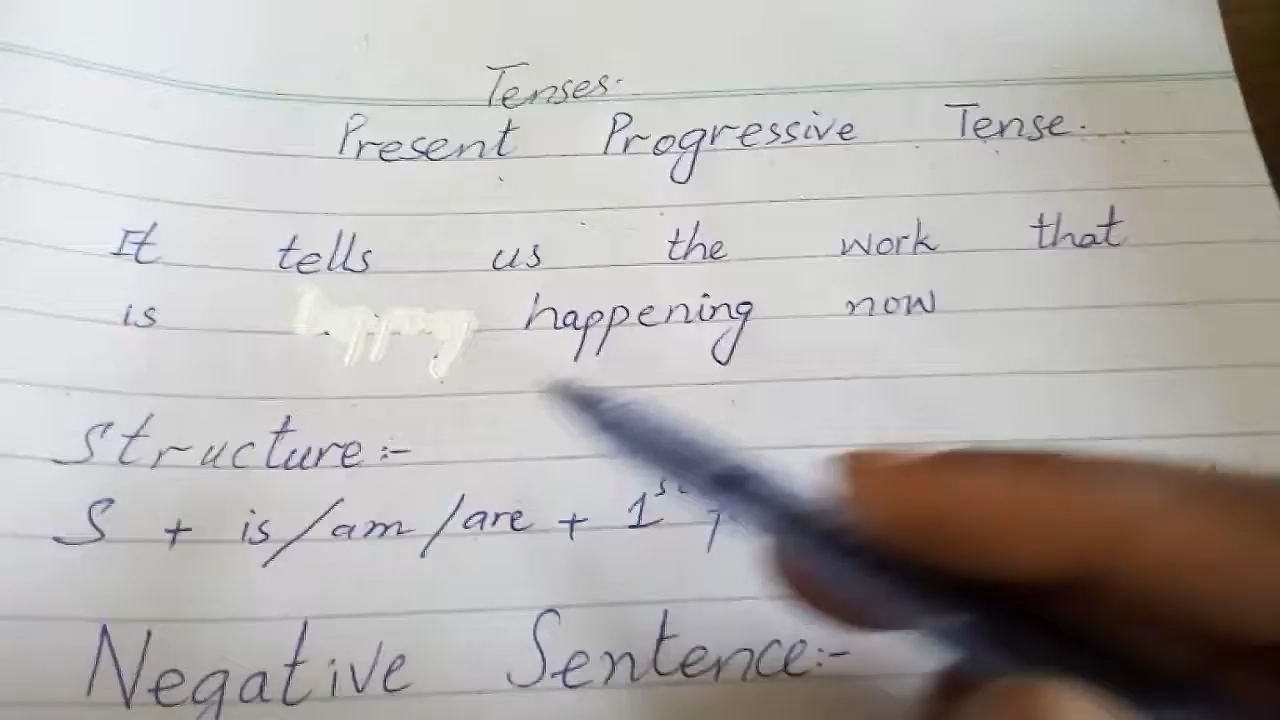 Tenses.
Present Progressive Tense.
It tells us the work that
is happening now
Structure:-
S + is/am/are + 1st
Negative Sentence:-